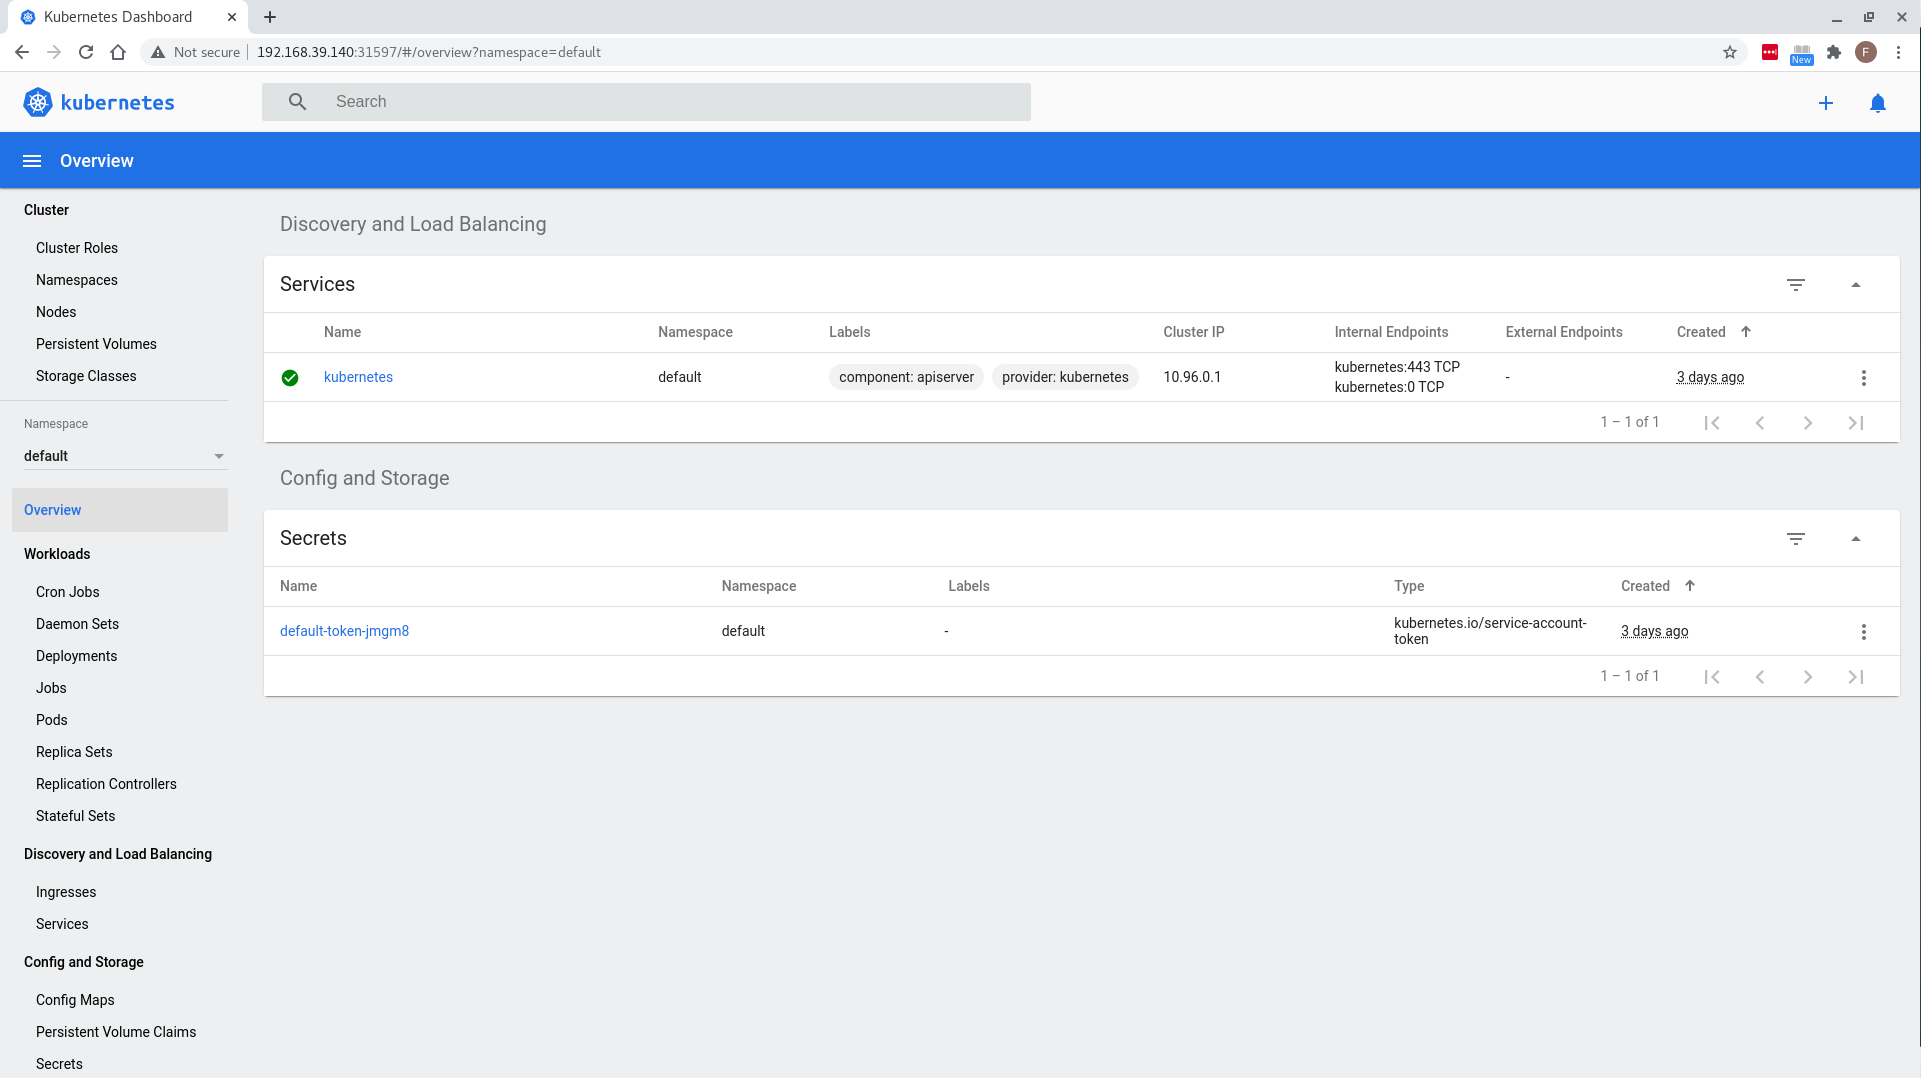 Kubernetes Dashboard
Not secure 192.168.39.140:31597/#/overview?namespace=default
New
F
kubernetes
Search
Overview
Cluster
Cluster Roles
Namespaces
Nodes
Persistent Volumes
Storage Classes
Namespace
default
Overview
Workloads
Cron Jobs
Daemon Sets
Deployments
Jobs
Pods
Replica Sets
Replication Controllers
Stateful Sets
Discovery and Load Balancing
Ingresses
Services
Config and Storage
Config Maps
Persistent Volume Claims
Secrets
Discovery and Load Balancing
Services
Name Namespace Labels Cluster IP Internal Endpoints External Endpoints Created
kubernetes default component: apiserver provider: kubernetes 10.96.0.1 kubernetes:443 TCP - 3 days ago
kubernetes:0 TCP
1 – 1 of 1
Config and Storage
Secrets
Name Namespace Labels Type Created
default-token-jmgm8 default - kubernetes.io/service-account- 3 days ago
token
1 – 1 of 1